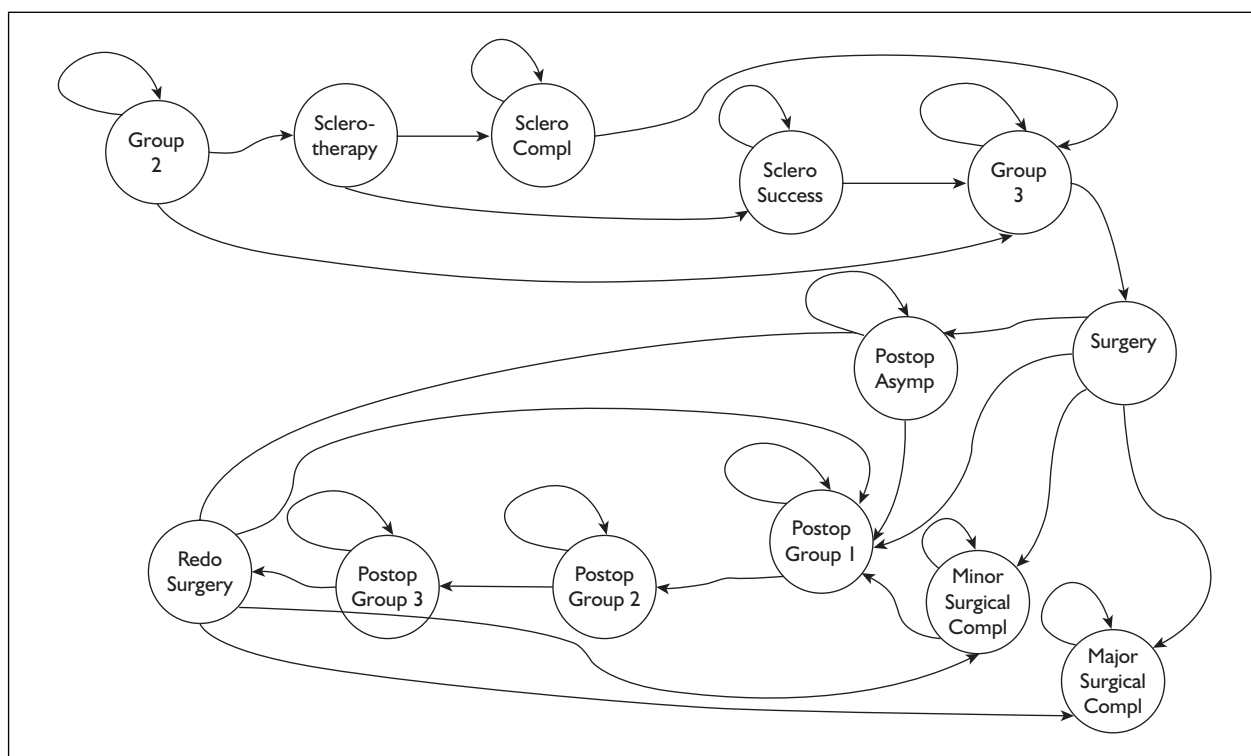 Group
2
Sclero-
therapy
Sclero
Compl
Sclero
Success
Group
3
Surgery
Postop
Asymp
Redo
Surgery
Postop
Group 3
Postop
Group 2
Postop
Group 1
Minor
Surgical
Compl
Major
Surgical
Compl